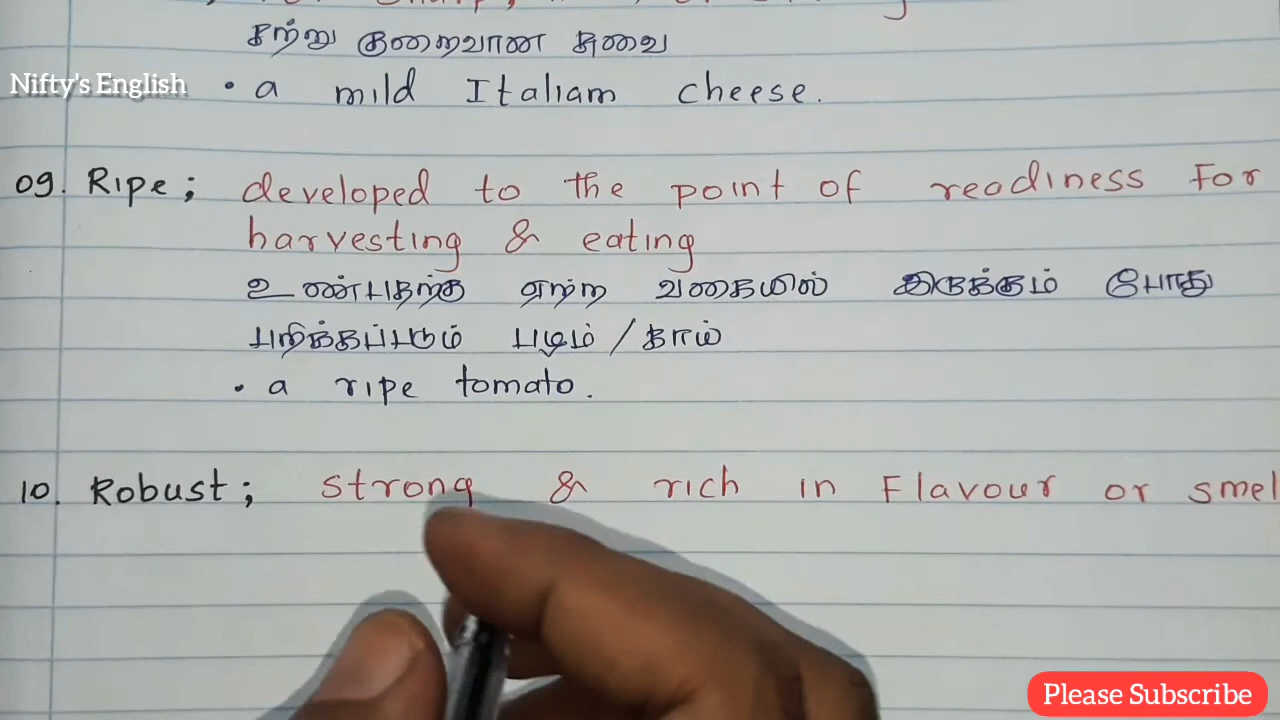 சற்று குறைவான சுவை
Nifty's English
• a mild Italiam cheese.
09. Ripe; developed to the point of readiness For
harvesting & eating
உண்பதற்கு ஏற்ற வகையில் இருக்கும் போது
பறிக்கப்படும் பழம் / காய்
• a ripe tomato.
10. Robust; Strong & rich in Flavour or smel
Please Subscribe